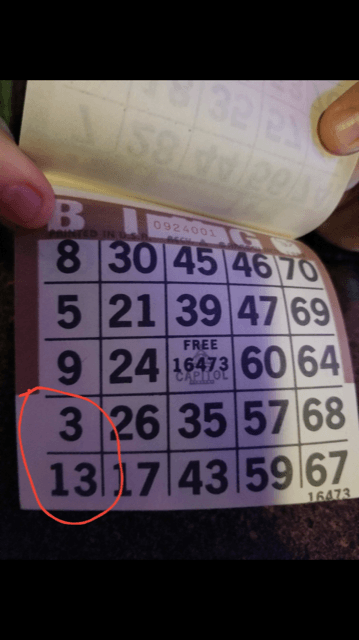 B I G
0924001
PRINTED IN U.S.A.
8 30 45 46 70
5 21 39 47 69
9 24 FREE 60 64
16473
CAPITOL
3 26 35 57 68
13 17 43 59 67
16473